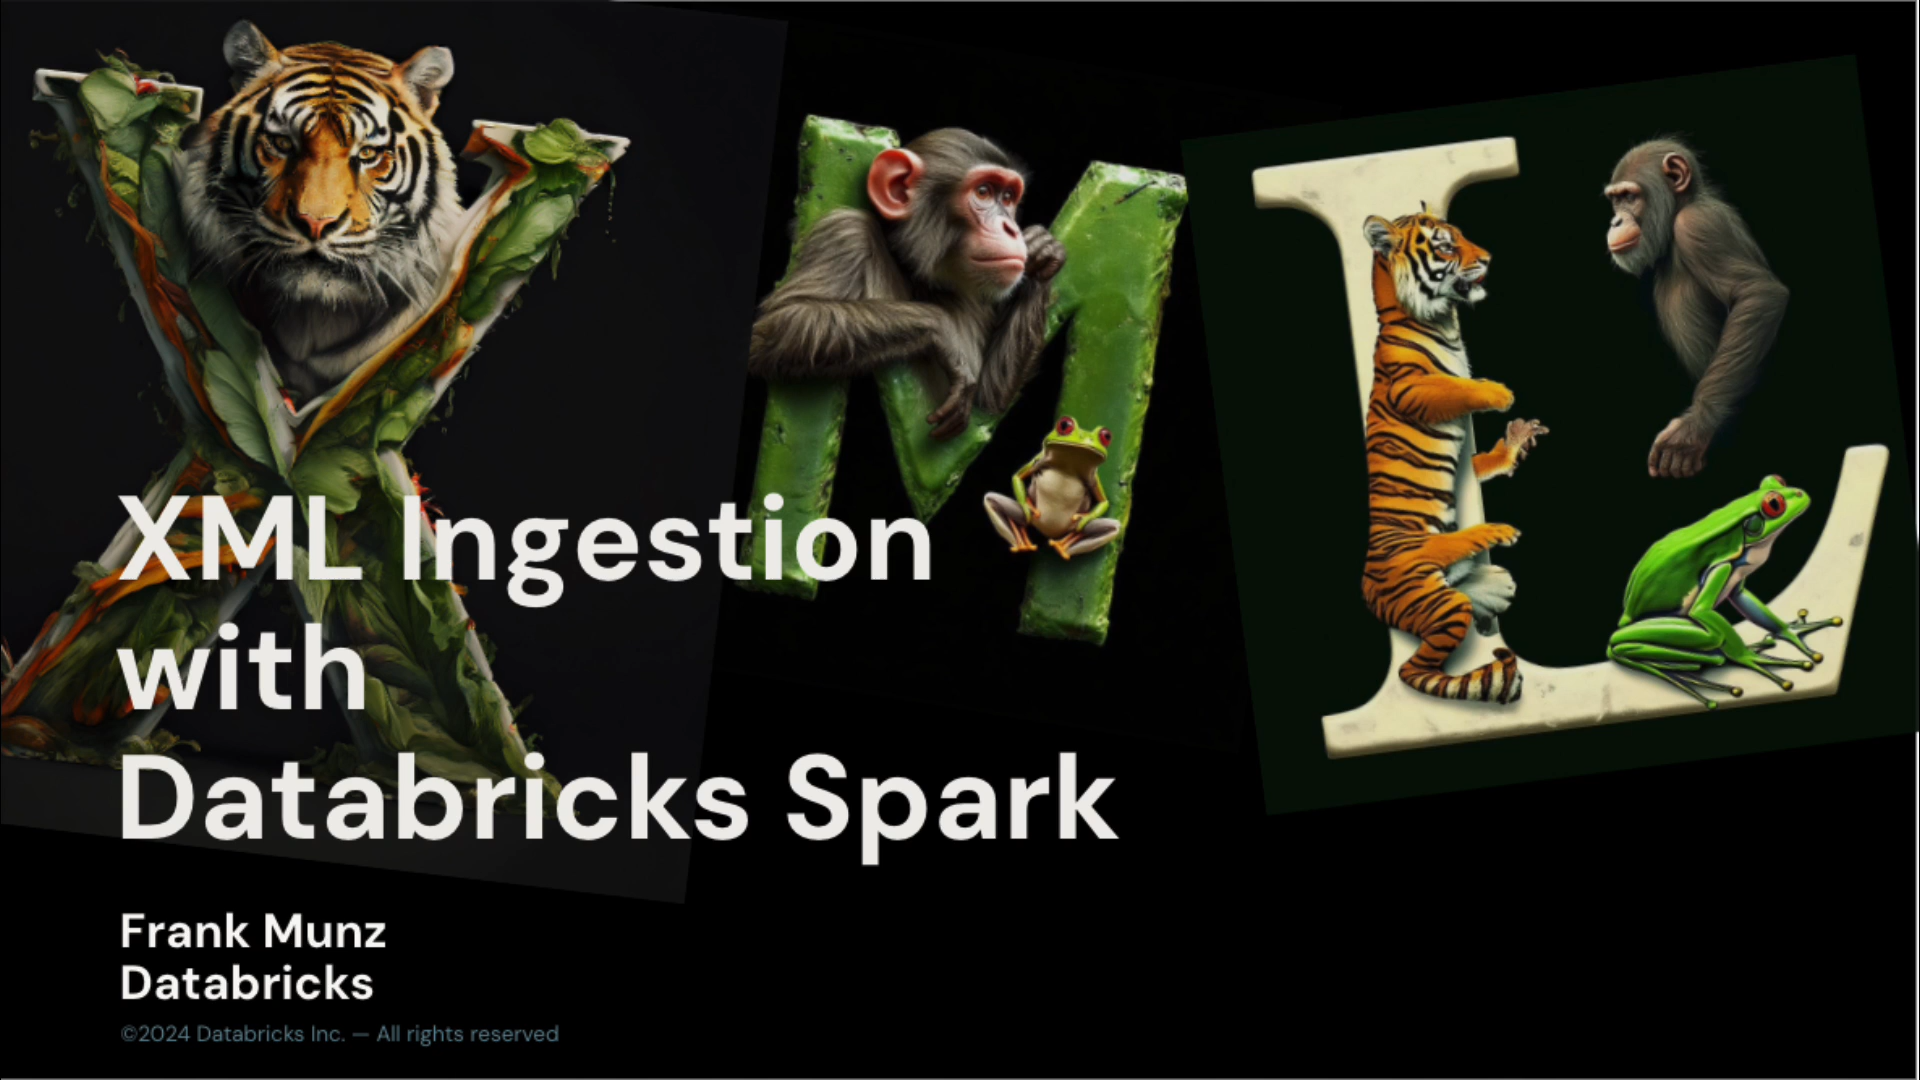 X M L
XML Ingestion
with
Databricks Spark
Frank Munz
Databricks
©2024 Databricks Inc. — All rights reserved